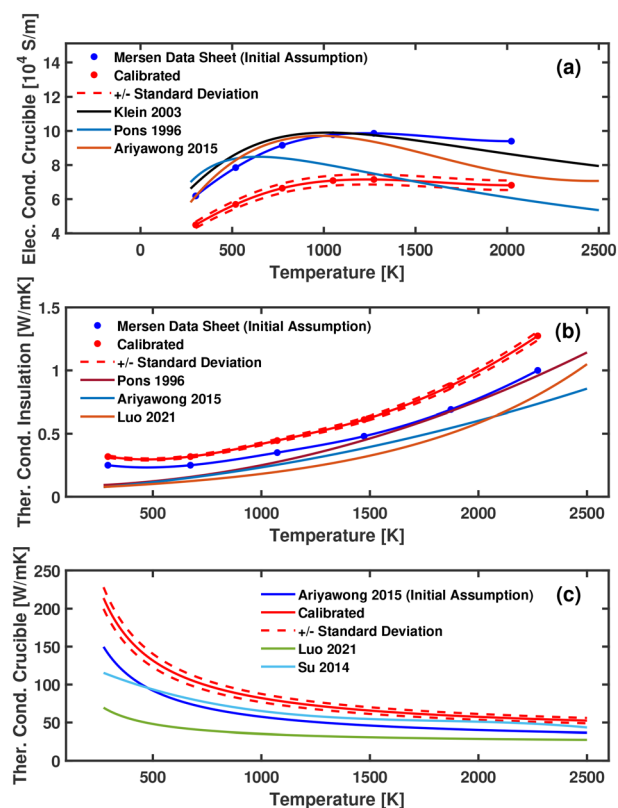 Elec. Cond. Crucible [10⁴ S/m]
14
12
10
8
6
4
Mersen Data Sheet (Initial Assumption)
Calibrated
+/- Standard Deviation
Klein 2003
Pons 1996
Ariyawong 2015
(a)
0 500 1000 1500 2000 2500
Temperature [K]
Ther. Cond. Insulation [W/mK]
1.5
1
0.5
0
Mersen Data Sheet (Initial Assumption)
Calibrated
+/- Standard Deviation
Pons 1996
Ariyawong 2015
Luo 2021
(b)
500 1000 1500 2000 2500
Temperature [K]
Ther. Cond. Crucible [W/mK]
250
200
150
100
50
0
Ariyawong 2015 (Initial Assumption)
Calibrated
+/- Standard Deviation
Luo 2021
Su 2014
(c)
500 1000 1500 2000 2500
Temperature [K]